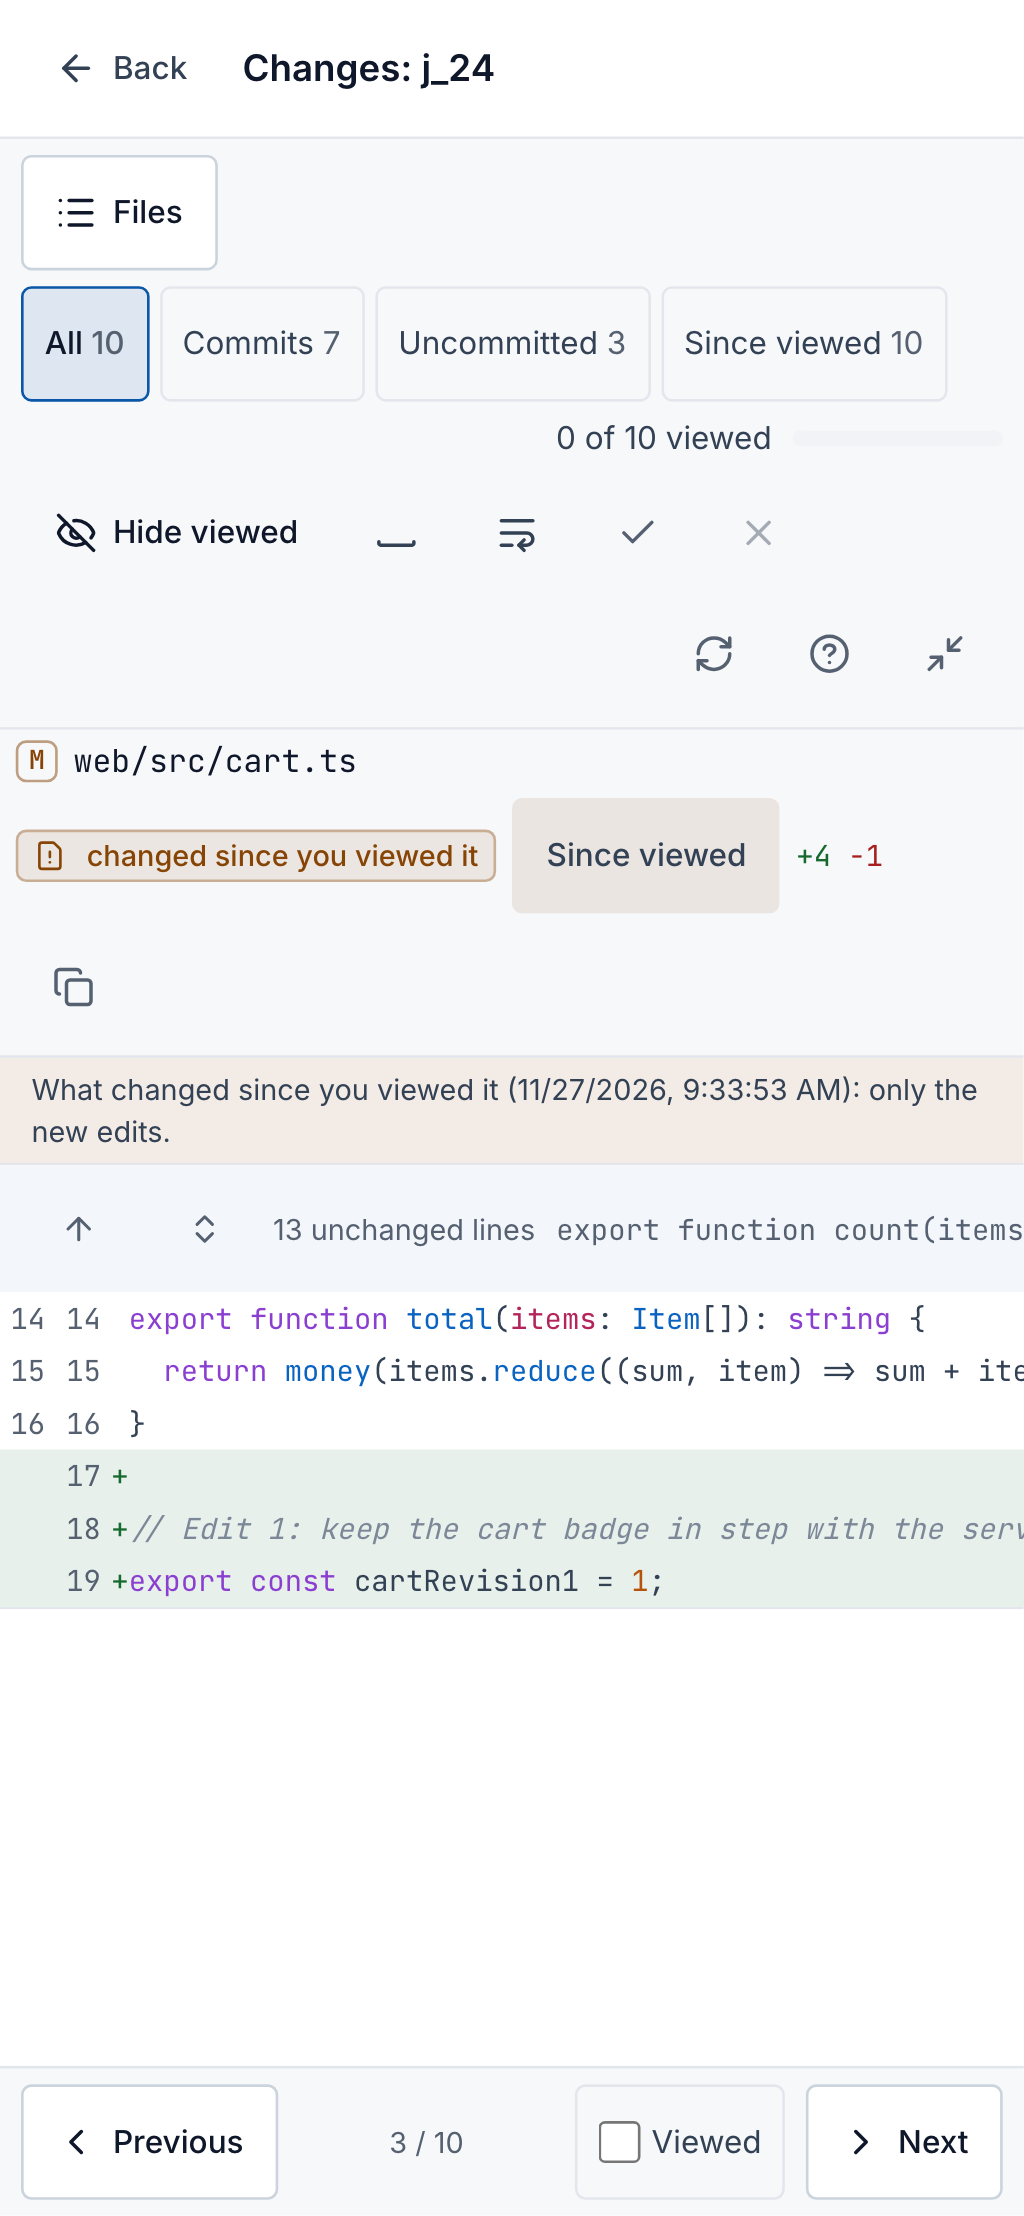 Back Changes: j_24
Files
All 10 Commits 7 Uncommitted 3 Since viewed 10
0 of 10 viewed
Hide viewed
M web/src/cart.ts
changed since you viewed it Since viewed +4 -1
What changed since you viewed it (11/27/2026, 9:33:53 AM): only the
new edits.
13 unchanged lines export function count(items
14 14 export function total(items: Item[]): string {
15 15 return money(items.reduce((sum, item) => sum + ite
16 16 }
17 +
18 +// Edit 1: keep the cart badge in step with the serv
19 +export const cartRevision1 = 1;
Previous 3 / 10 Viewed Next